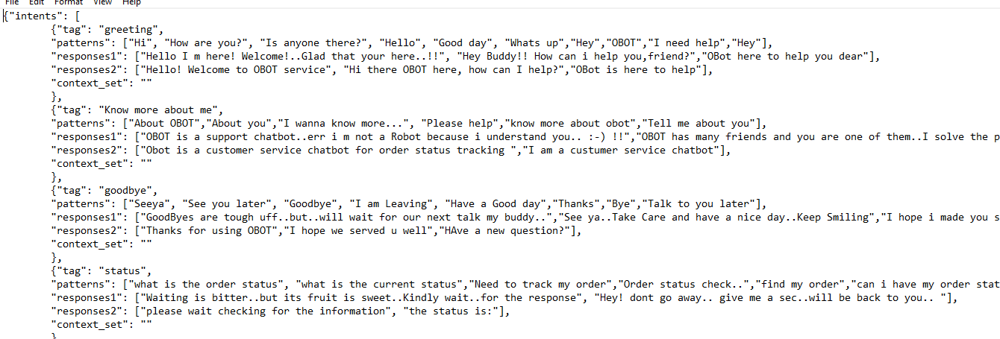 File Edit Format View Help
{"intents": [
{"tag": "greeting",
"patterns": ["Hi", "How are you?", "Is anyone there?", "Hello", "Good day", "Whats up","Hey","OBOT","I need help","Hey"],
"responses1": ["Hello I m here! Welcome!..Glad that your here..!!", "Hey Buddy!! How can i help you,friend?","OBot here to help you dear"],
"responses2": ["Hello! Welcome to OBOT service", "Hi there OBOT here, how can I help?","OBot is here to help"],
"context_set": ""
},
{"tag": "Know more about me",
"patterns": ["About OBOT","About you","I wanna know more...", "Please help","know more about obot","Tell me about you"],
"responses1": ["OBOT is a support chatbot..err i m not a Robot because i understand you.. :-) !!","OBOT has many friends and you are one of them..I solve the p
"responses2": ["Obot is a customer service chatbot for order status tracking ","I am a custumer service chatbot"],
"context_set": ""
},
{"tag": "goodbye",
"patterns": ["Seeya", "See you later", "Goodbye", "I am Leaving", "Have a Good day","Thanks","Bye","Talk to you later"],
"responses1": ["GoodByes are tough uff..but..will wait for our next talk my buddy..","See ya..Take Care and have a nice day..Keep Smiling","I hope i made you s
"responses2": ["Thanks for using OBOT","I hope we served u well","HAve a new question?"],
"context_set": ""
},
{"tag": "status",
"patterns": ["what is the order status", "what is the current status","Need to track my order","Order status check..","find my order","can i have my order stat
"responses1": ["Waiting is bitter..but its fruit is sweet..Kindly wait..for the response", "Hey! dont go away.. give me a sec..will be back to you.. "],
"responses2": ["please wait checking for the information", "the status is:"],
"context_set": ""
}